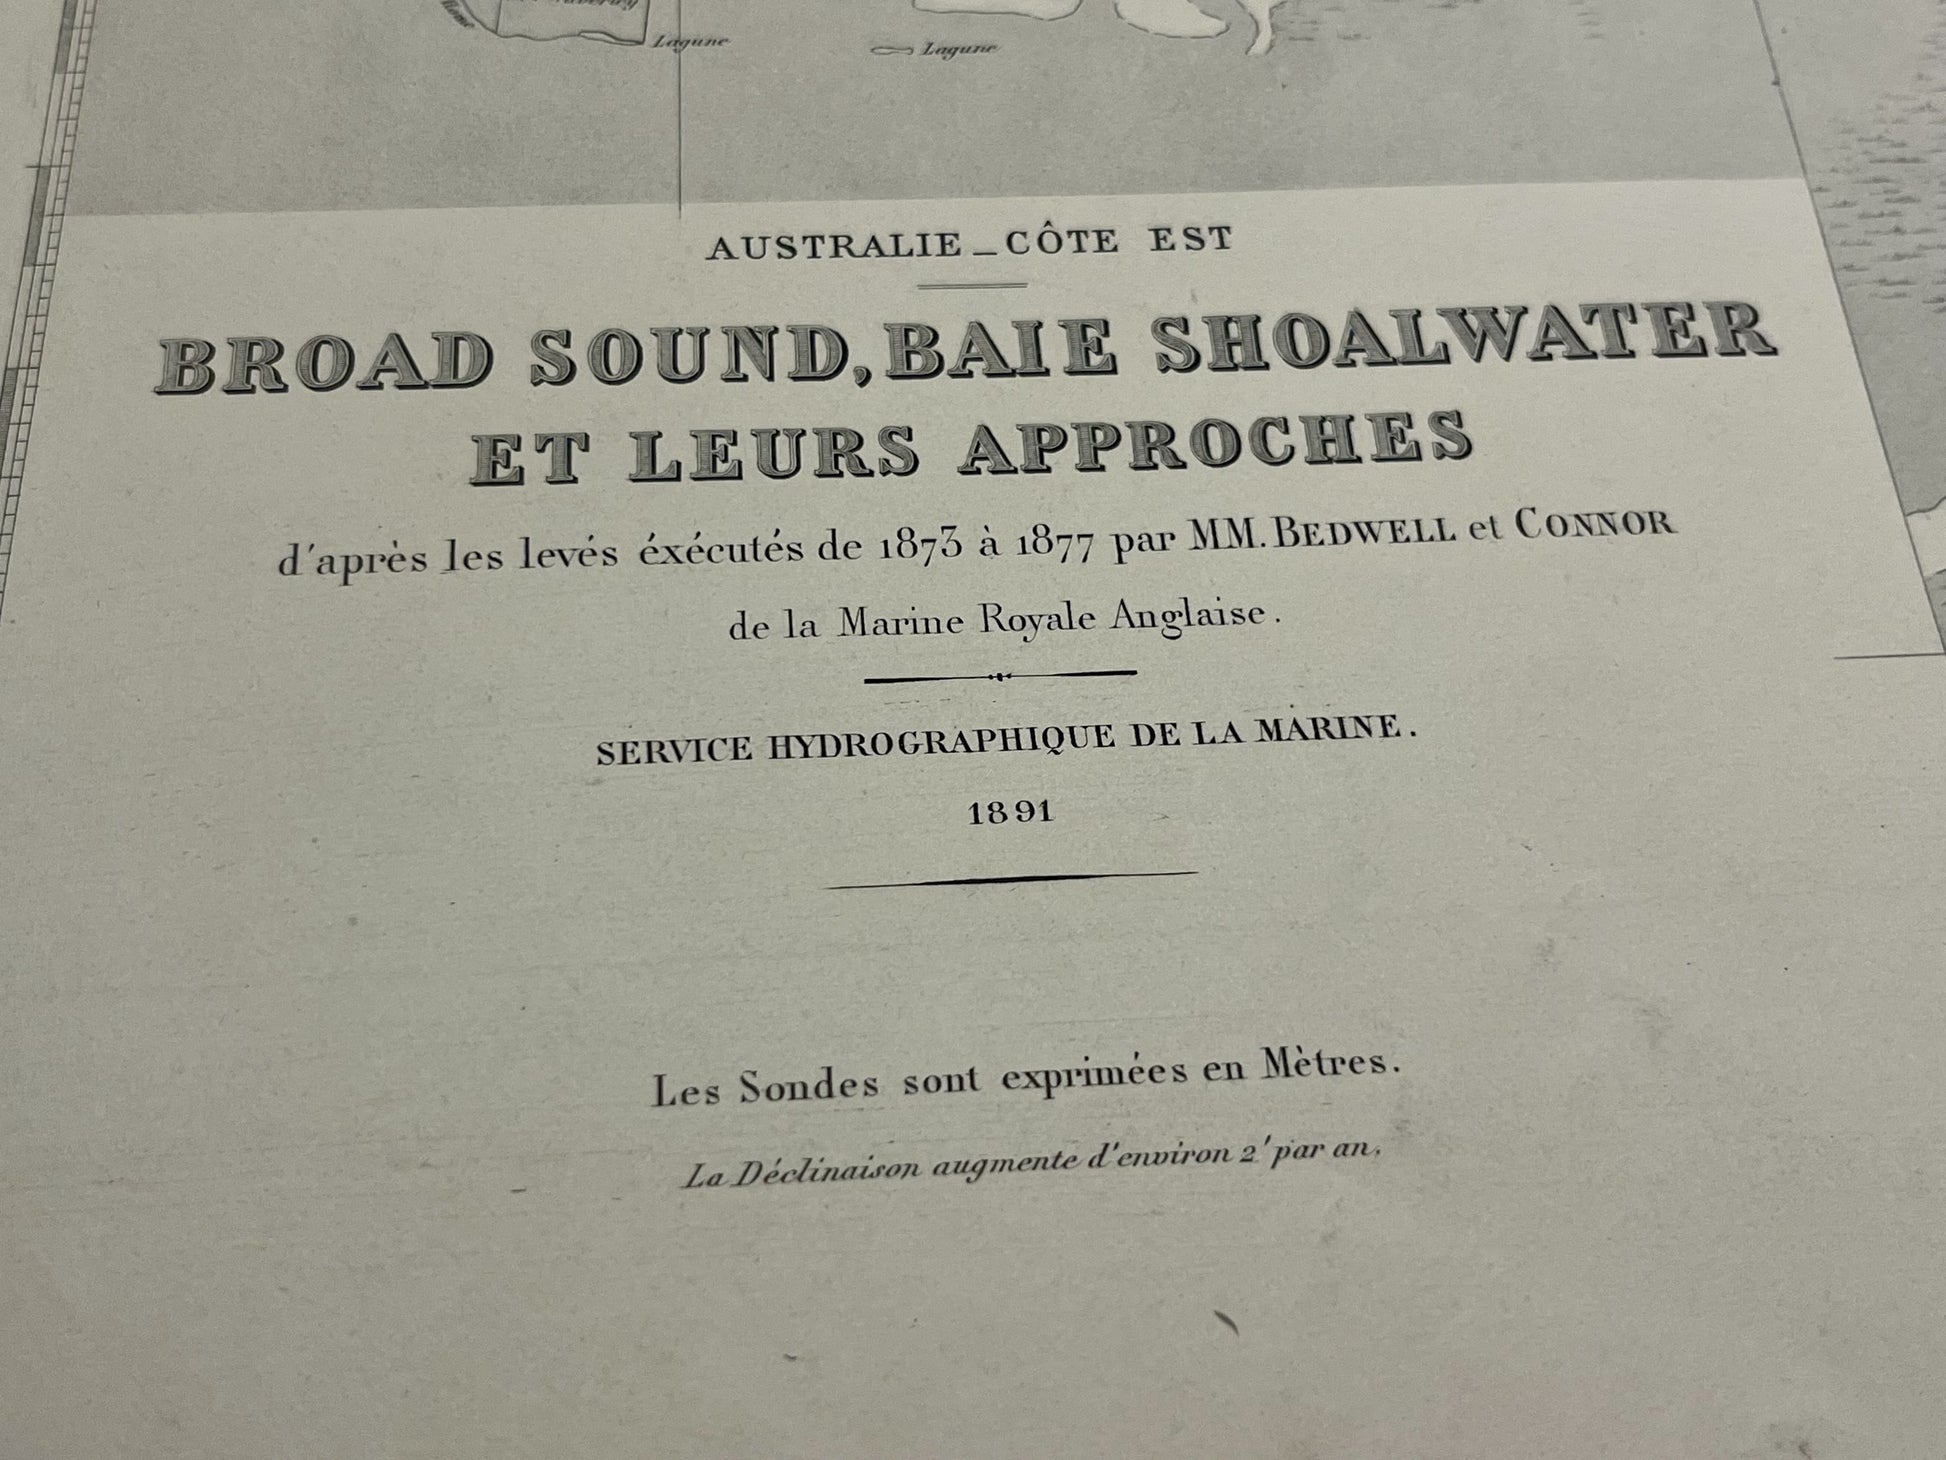 Lagune
Lagune
AUSTRALIE _ CÔTE EST
BROAD SOUND, BAIE SHOALWATER
ET LEURS APPROCHES
d'après les levés éxécutés de 1873 à 1877 par MM. BEDWELL et CONNOR
de la Marine Royale Anglaise.
SERVICE HYDROGRAPHIQUE DE LA MARINE.
1891
Les Sondes sont exprimées en Mètres.
La Déclinaison augmente d'environ 2' par an.